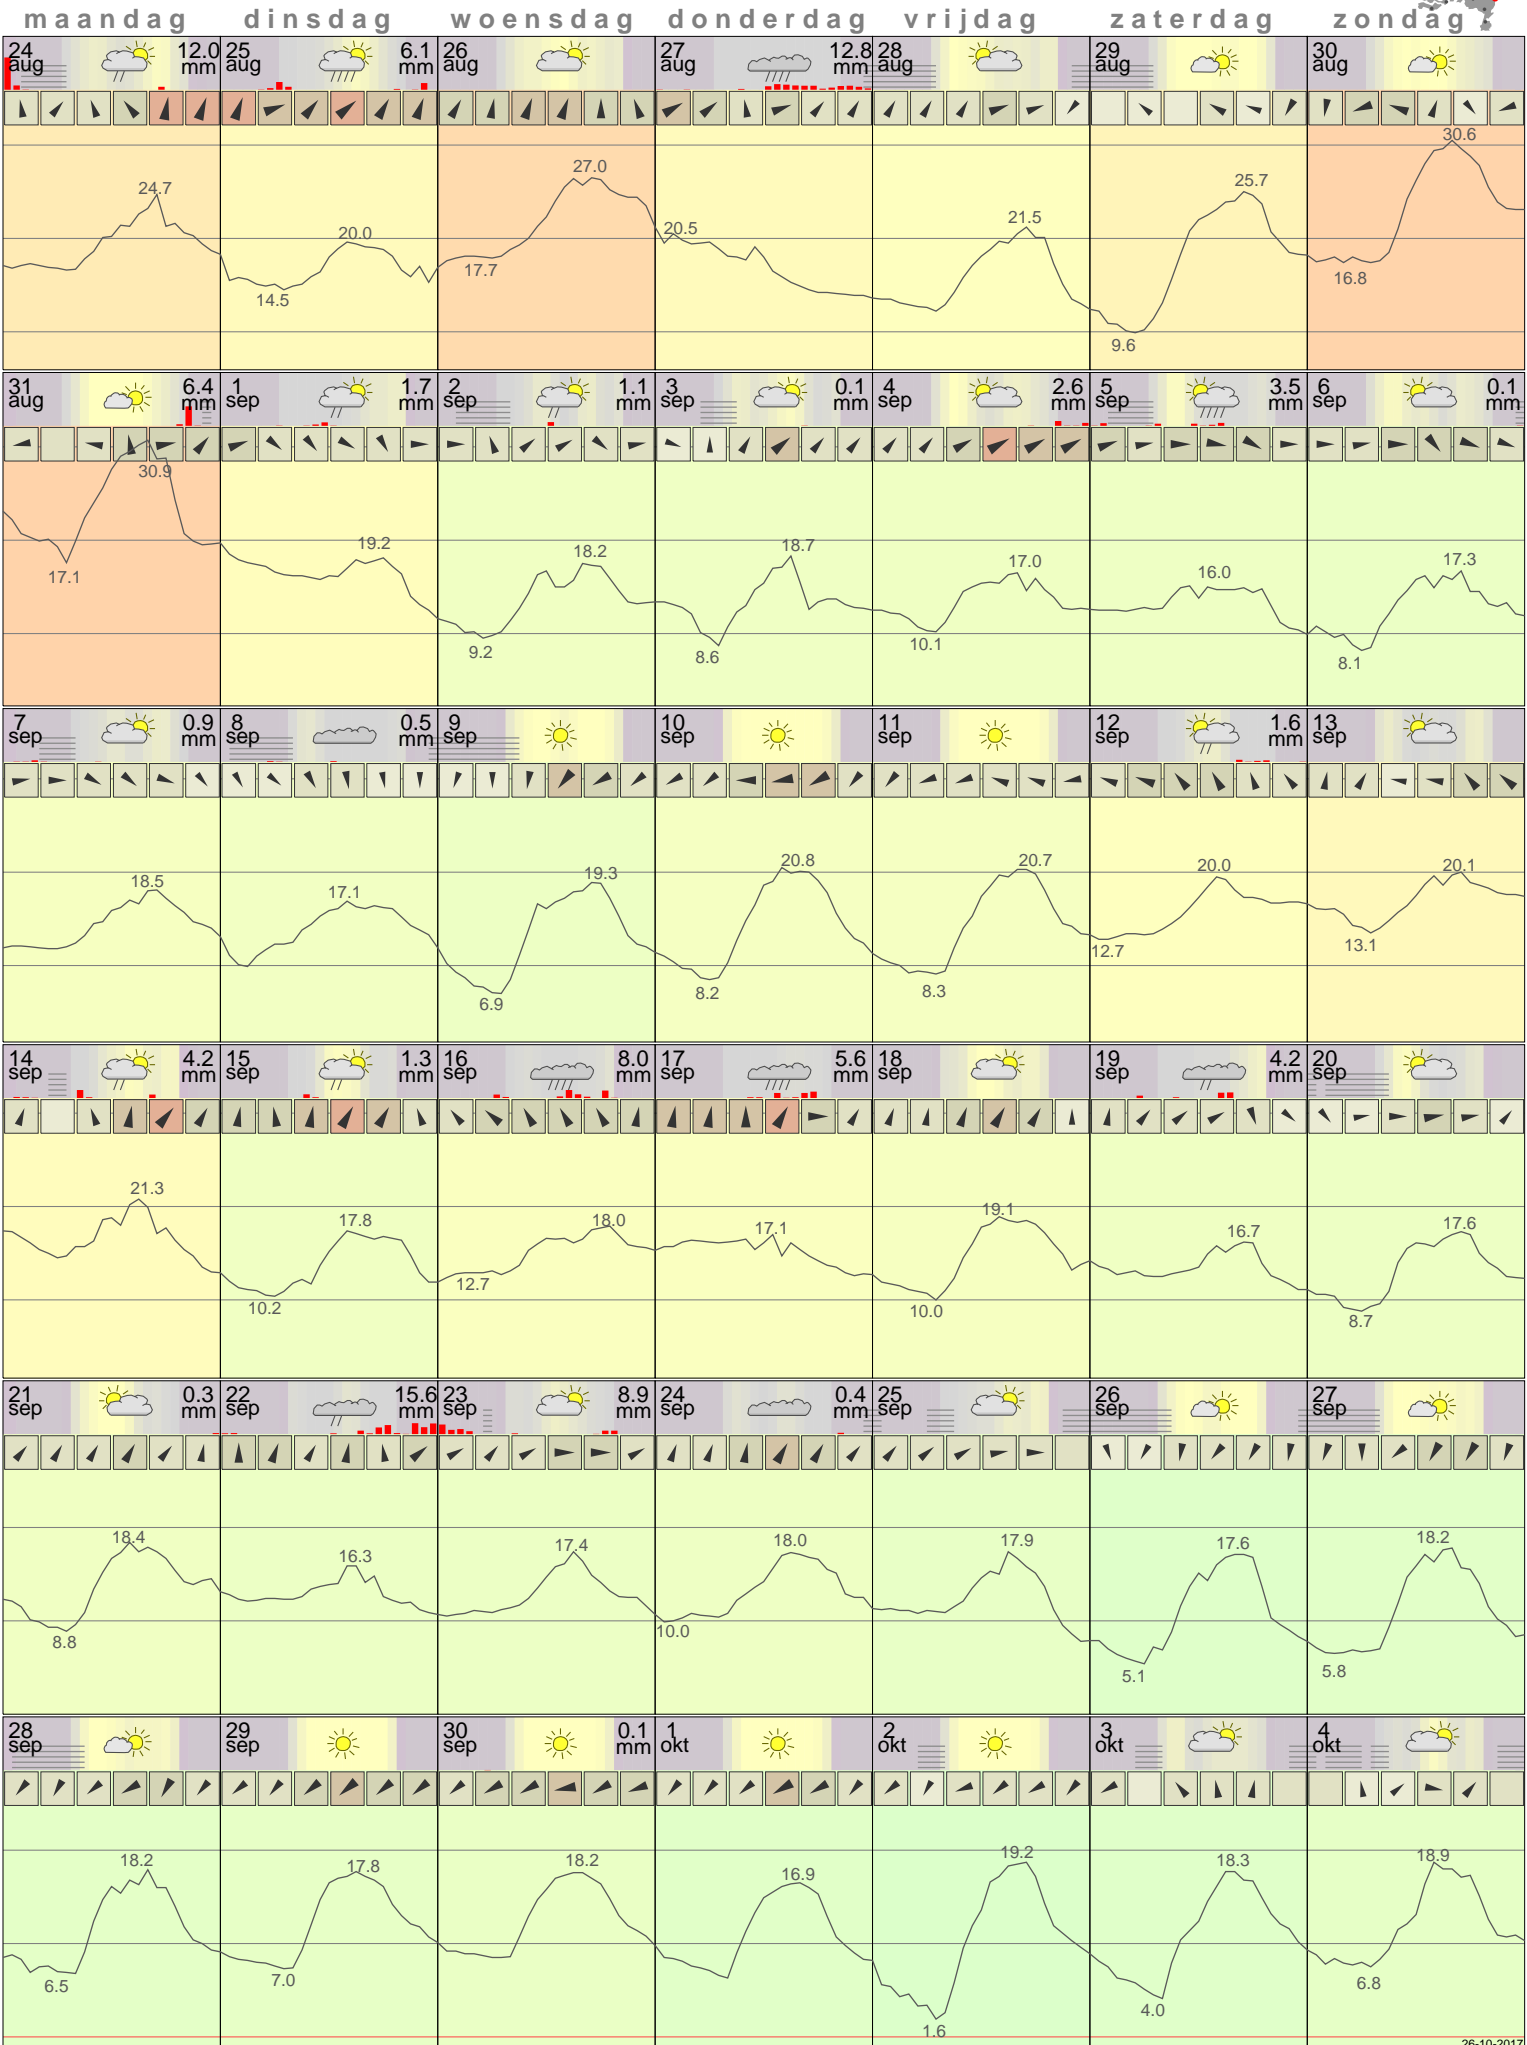 maandag dinsdag woensdag donderdag vrijdag zaterdag zondag
24 aug 12.0 mm 25 aug 6.1 mm 26 aug 27 aug 12.8 mm 28 aug 29 aug 30 aug
24.7 14.5 20.0 17.7 27.0 20.5 21.5 9.6 25.7 16.8 30.6
31 aug 6.4 mm 1 sep 1.7 mm 2 sep 1.1 mm 3 sep 0.1 mm 4 sep 2.6 mm 5 sep 3.5 mm 6 sep 0.1 mm
17.1 30.9 19.2 9.2 18.2 8.6 18.7 10.1 17.0 16.0 8.1 17.3
7 sep 0.9 mm 8 sep 0.5 mm 9 sep 10 sep 11 sep 12 sep 1.6 mm 13 sep
18.5 17.1 6.9 19.3 8.2 20.8 8.3 20.7 12.7 20.0 13.1 20.1
14 sep 4.2 mm 15 sep 1.3 mm 16 sep 8.0 mm 17 sep 5.6 mm 18 sep 19 sep 4.2 mm 20 sep
21.3 10.2 17.8 12.7 18.0 17.1 10.0 19.1 16.7 8.7 17.6
21 sep 0.3 mm 22 sep 15.6 mm 23 sep 8.9 mm 24 sep 0.4 mm 25 sep 26 sep 27 sep
8.8 18.4 16.3 17.4 10.0 18.0 17.9 5.1 17.6 5.8 18.2
28 sep 29 sep 30 sep 0.1 mm 1 okt 2 okt 3 okt 4 okt
6.5 18.2 7.0 17.8 18.2 16.9 1.6 19.2 4.0 18.3 6.8 18.9
26-10-2017